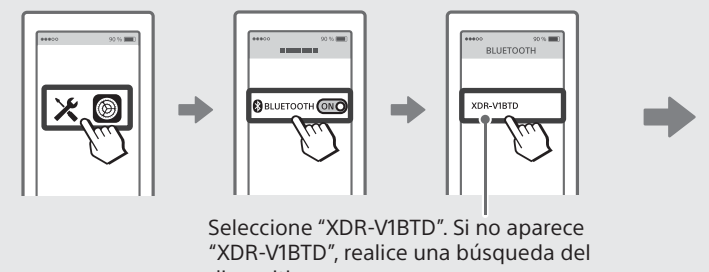 90 %
90 %
90 %
BLUETOOTH
BLUETOOTH ON
XDR-V1BTD
Seleccione “XDR-V1BTD”. Si no aparece
“XDR-V1BTD”, realice una búsqueda del